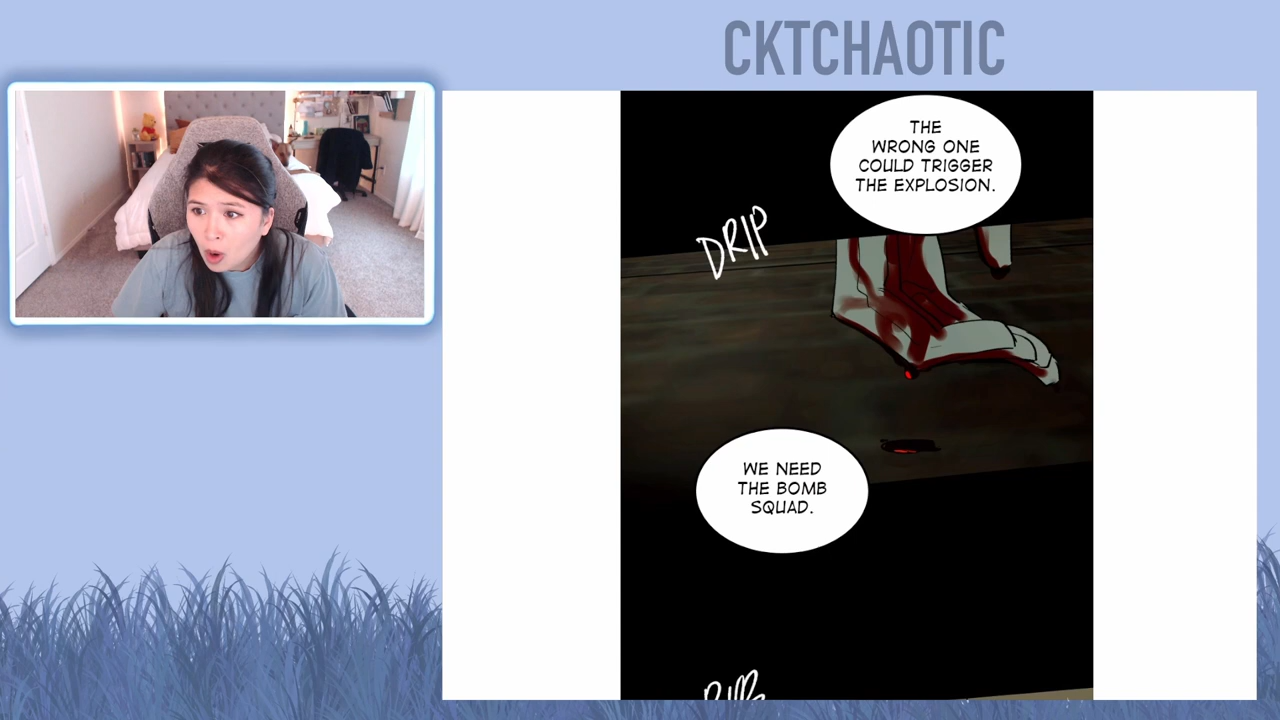 CKTCHAOTIC
THE
WRONG ONE
COULD TRIGGER
THE EXPLOSION.
DRIP
WE NEED
THE BOMB
SQUAD.